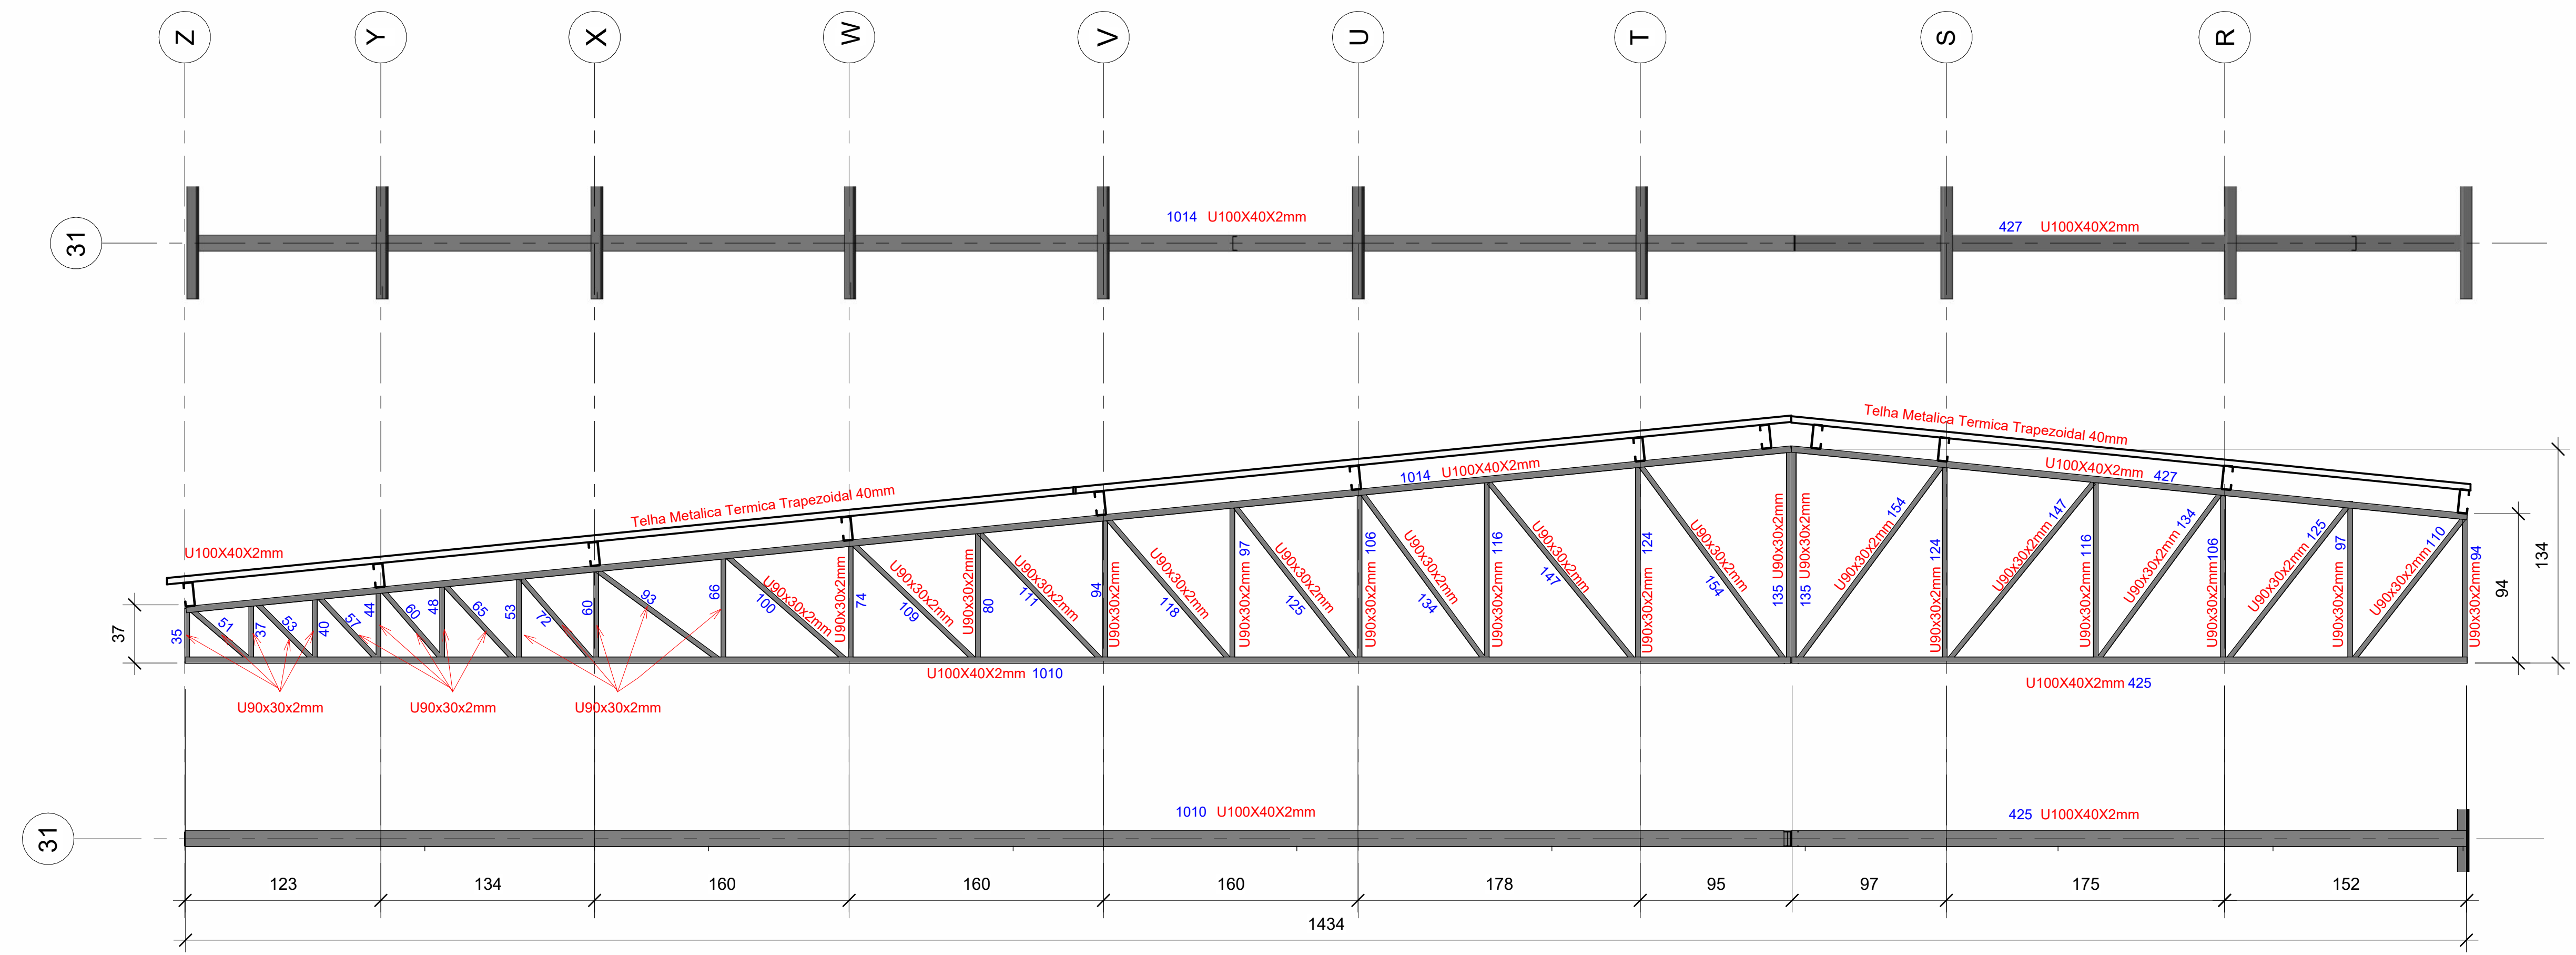 Z Y X W V U T S R
31
1014 U100X40X2mm
427 U100X40X2mm
Telha Metalica Termica Trapezoidal 40mm
Telha Metalica Termica Trapezoidal 40mm
U100X40X2mm
1014 U100X40X2mm
U100X40X2mm 427
37
35
51
37
53
40
57
44
60
48
65
53
72
60
93
66
100
U90x30x2mm
U90x30x2mm
74
U90x30x2mm
109
U90x30x2mm
80
U90x30x2mm
111
94
U90x30x2mm
U90x30x2mm
118
U90x30x2mm 97
U90x30x2mm
125
U90x30x2mm 106
U90x30x2mm
134
U90x30x2mm 116
U90x30x2mm
147
U90x30x2mm 124
U90x30x2mm
154
135 U90x30x2mm
135 U90x30x2mm
U90x30x2mm 154
U90x30x2mm 124
U90x30x2mm 147
U90x30x2mm 116
U90x30x2mm 134
U90x30x2mm 106
U90x30x2mm 125
U90x30x2mm 97
U90x30x2mm 110
U90x30x2mm 94
94
134
U90x30x2mm
U90x30x2mm
U90x30x2mm
U100X40X2mm 1010
U100X40X2mm 425
31
1010 U100X40X2mm
425 U100X40X2mm
123 134 160 160 160 178 95 97 175 152
1434